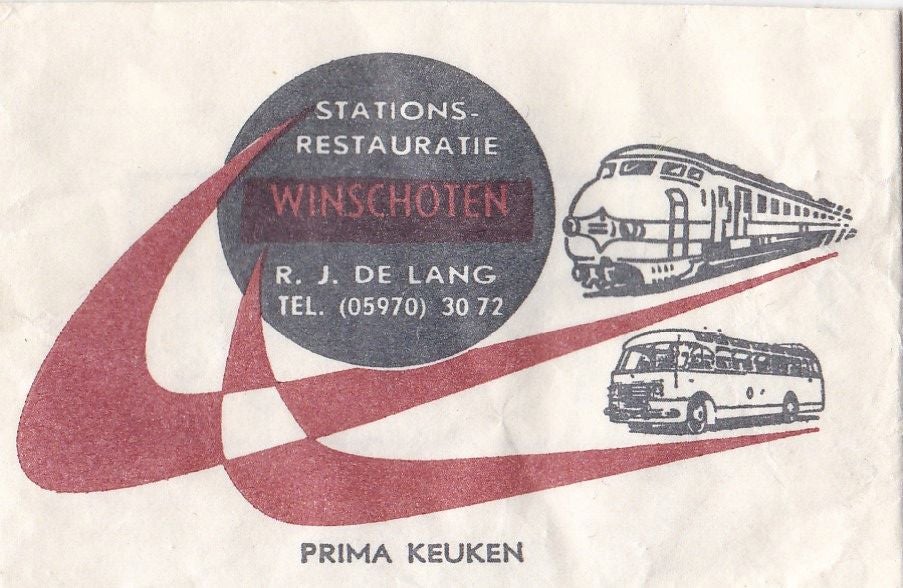 STATIONS-
RESTAURATIE
WINSCHOTEN
R. J. DE LANG
TEL. (05970) 30 72
PRIMA KEUKEN